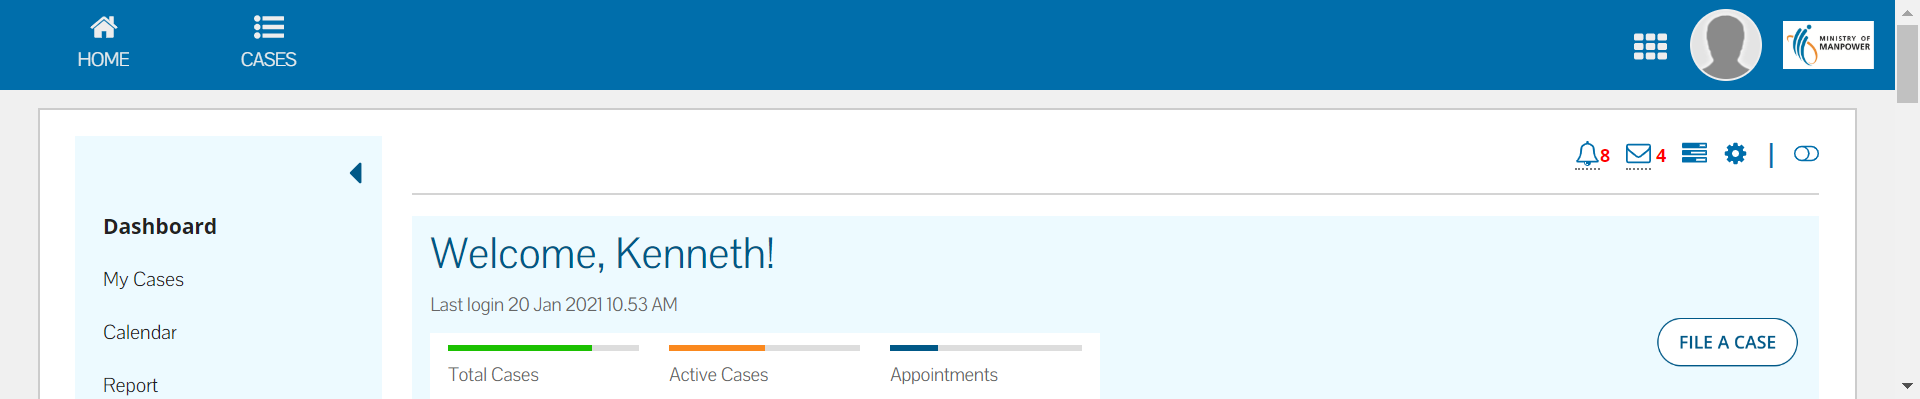 HOME
CASES
MINISTRY OF
MANPOWER
8
4
Dashboard
My Cases
Calendar
Report
Welcome, Kenneth!
Last login 20 Jan 2021 10.53 AM
Total Cases
Active Cases
Appointments
FILE A CASE